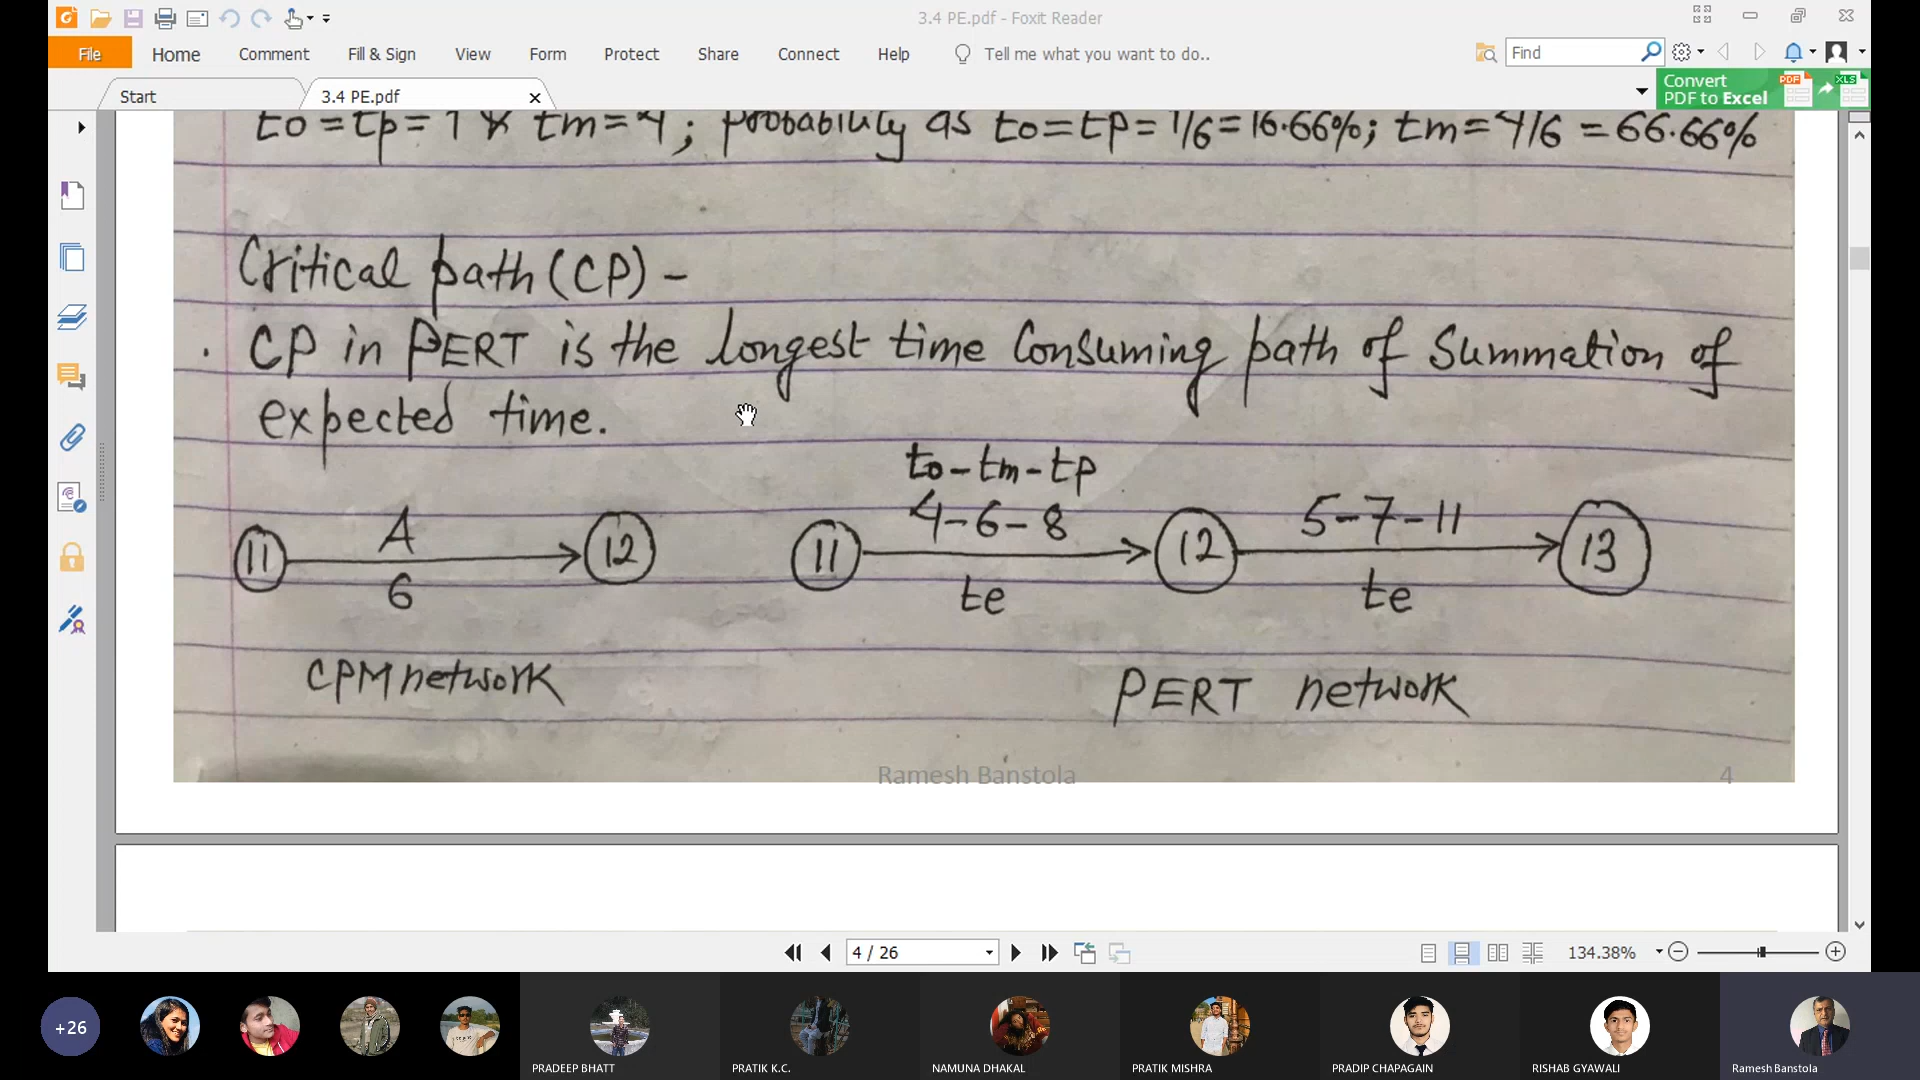 3.4 PE.pdf - Foxit Reader
File Home Comment Fill & Sign View Form Protect Share Connect Help Tell me what you want to do.. Find
Start 3.4 PE.pdf
Convert
PDF to Excel
PDF XLS
to = tp = 1 & tm = 4 ; probability as to = tp = 1/6 = 16.66%; tm = 4/6 = 66.66%
Critical path (CP) -
. CP in PERT is the longest time Consuming path of Summation of
expected time.
to - tm - tp
A 4-6-8 5-7-11
11 12 11 12 13
6 te te
CPM network PERT network
Ramesh Banstola 4
4 / 26 134.38%
+26
PRADEEP BHATT PRATIK K.C. NAMUNA DHAKAL PRATIK MISHRA PRADIP CHAPAGAIN RISHAB GYAWALI Ramesh Banstola